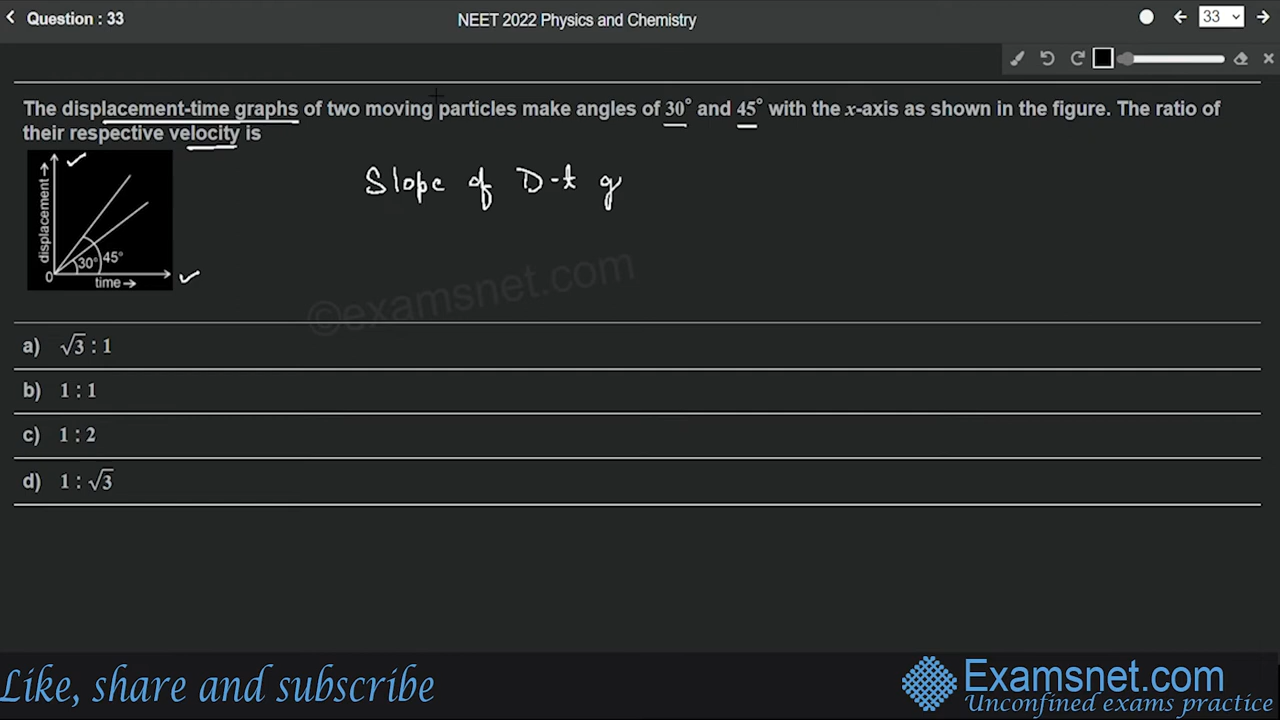 Question : 33
NEET 2022 Physics and Chemistry
33
The displacement-time graphs of two moving particles make angles of 30° and 45° with the x-axis as shown in the figure. The ratio of
their respective velocity is
displacement→
45°
30°
0
time→
Slope of D-t g
©examsnet.com
a) √3 : 1
b) 1 : 1
c) 1 : 2
d) 1 : √3
Like, share and subscribe
Examsnet.com
Unconfined exams practice